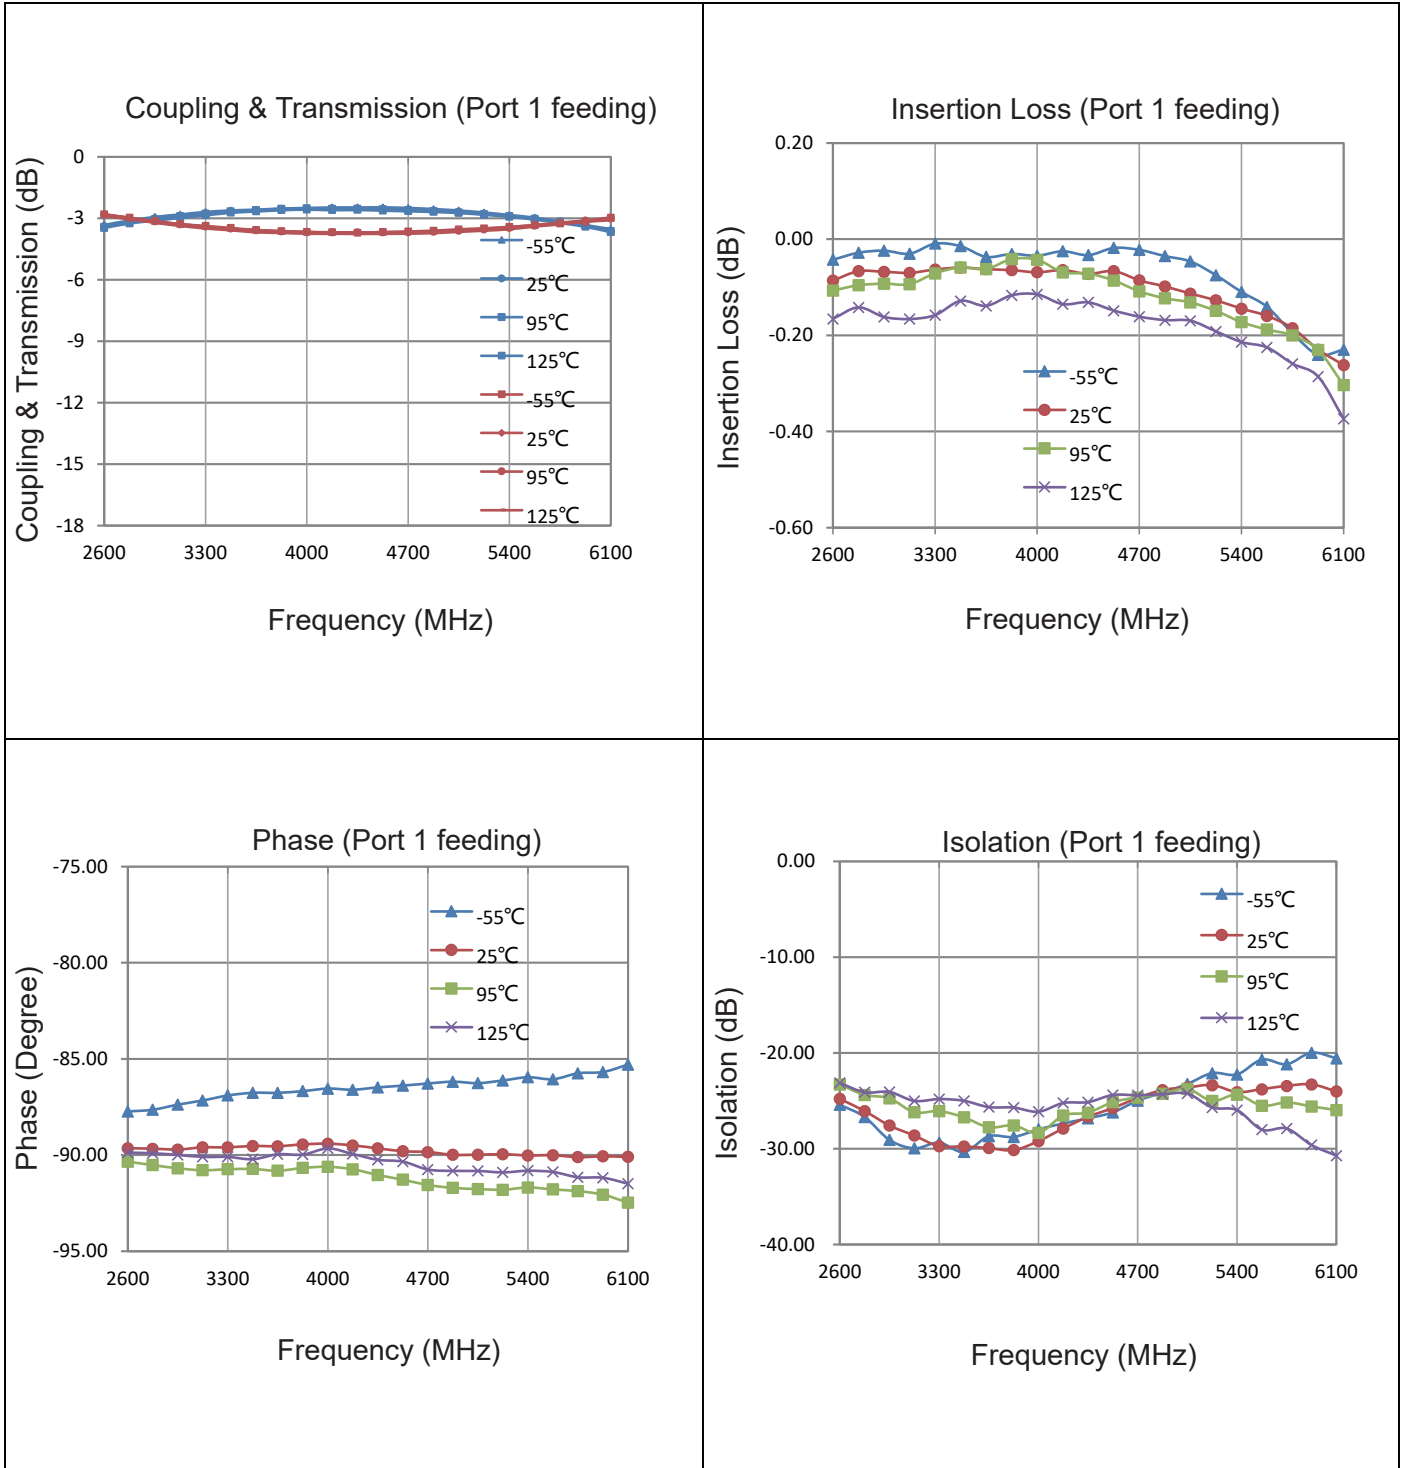 Coupling & Transmission (Port 1 feeding)
Coupling & Transmission (dB)
0
-3
-6
-9
-12
-15
-18
-55℃
25℃
95℃
125℃
-55℃
25℃
95℃
125℃
2600 3300 4000 4700 5400 6100
Frequency (MHz)
Insertion Loss (Port 1 feeding)
Insertion Loss (dB)
0.20
0.00
-0.20
-0.40
-0.60
-55℃
25℃
95℃
125℃
2600 3300 4000 4700 5400 6100
Frequency (MHz)
Phase (Port 1 feeding)
Phase (Degree)
-75.00
-80.00
-85.00
-90.00
-95.00
-55℃
25℃
95℃
125℃
2600 3300 4000 4700 5400 6100
Frequency (MHz)
Isolation (Port 1 feeding)
Isolation (dB)
0.00
-10.00
-20.00
-30.00
-40.00
-55℃
25℃
95℃
125℃
2600 3300 4000 4700 5400 6100
Frequency (MHz)